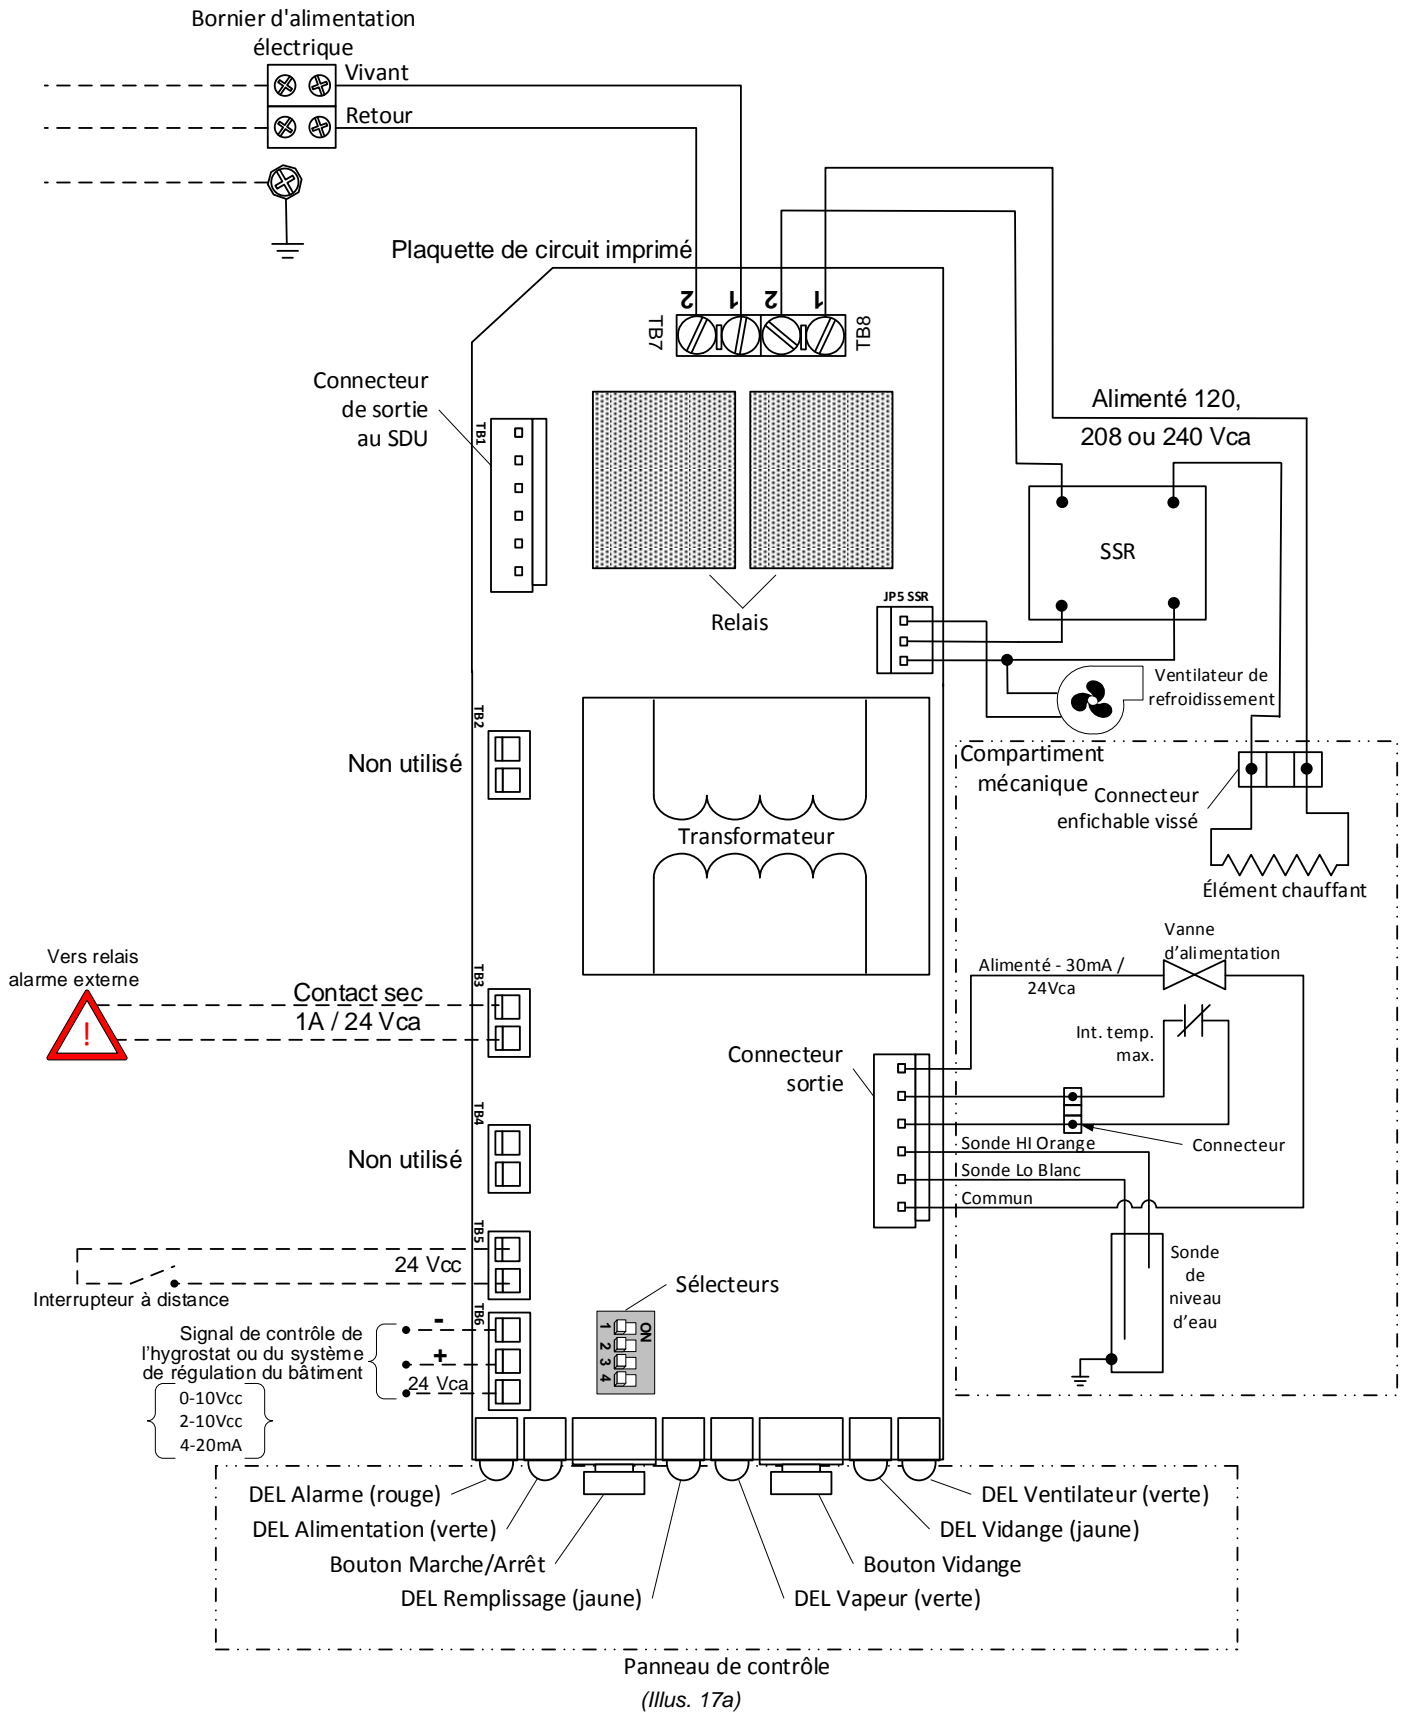 Bornier d'alimentation
électrique
Vivant
Retour
Plaquette de circuit imprimé
2
1
2
1
TB7
TB8
Connecteur
de sortie
au SDU
TB1
Alimenté 120,
208 ou 240 Vca
SSR
Relais
JP5 SSR
Ventilateur de
refroidissement
TB2
Non utilisé
Compartiment
mécanique
Connecteur
enfichable vissé
Transformateur
Élément chauffant
Vers relais
alarme externe
!
Contact sec
1A / 24 Vca
TB3
Vanne
d’alimentation
Alimenté - 30mA /
24Vca
Int. temp.
max.
Connecteur
sortie
Connecteur
TB4
Non utilisé
Sonde HI Orange
Sonde Lo Blanc
Commun
TB5
24 Vcc
Interrupteur à distance
Sonde
de
niveau
d’eau
Sélecteurs
ON
1
2
3
4
TB6
Signal de contrôle de
l'hygrostat ou du système
de régulation du bâtiment
-
+
24 Vca
0-10Vcc
2-10Vcc
4-20mA
DEL Alarme (rouge)
DEL Ventilateur (verte)
DEL Alimentation (verte)
DEL Vidange (jaune)
Bouton Marche/Arrêt
Bouton Vidange
DEL Remplissage (jaune)
DEL Vapeur (verte)
Panneau de contrôle
(Illus. 17a)